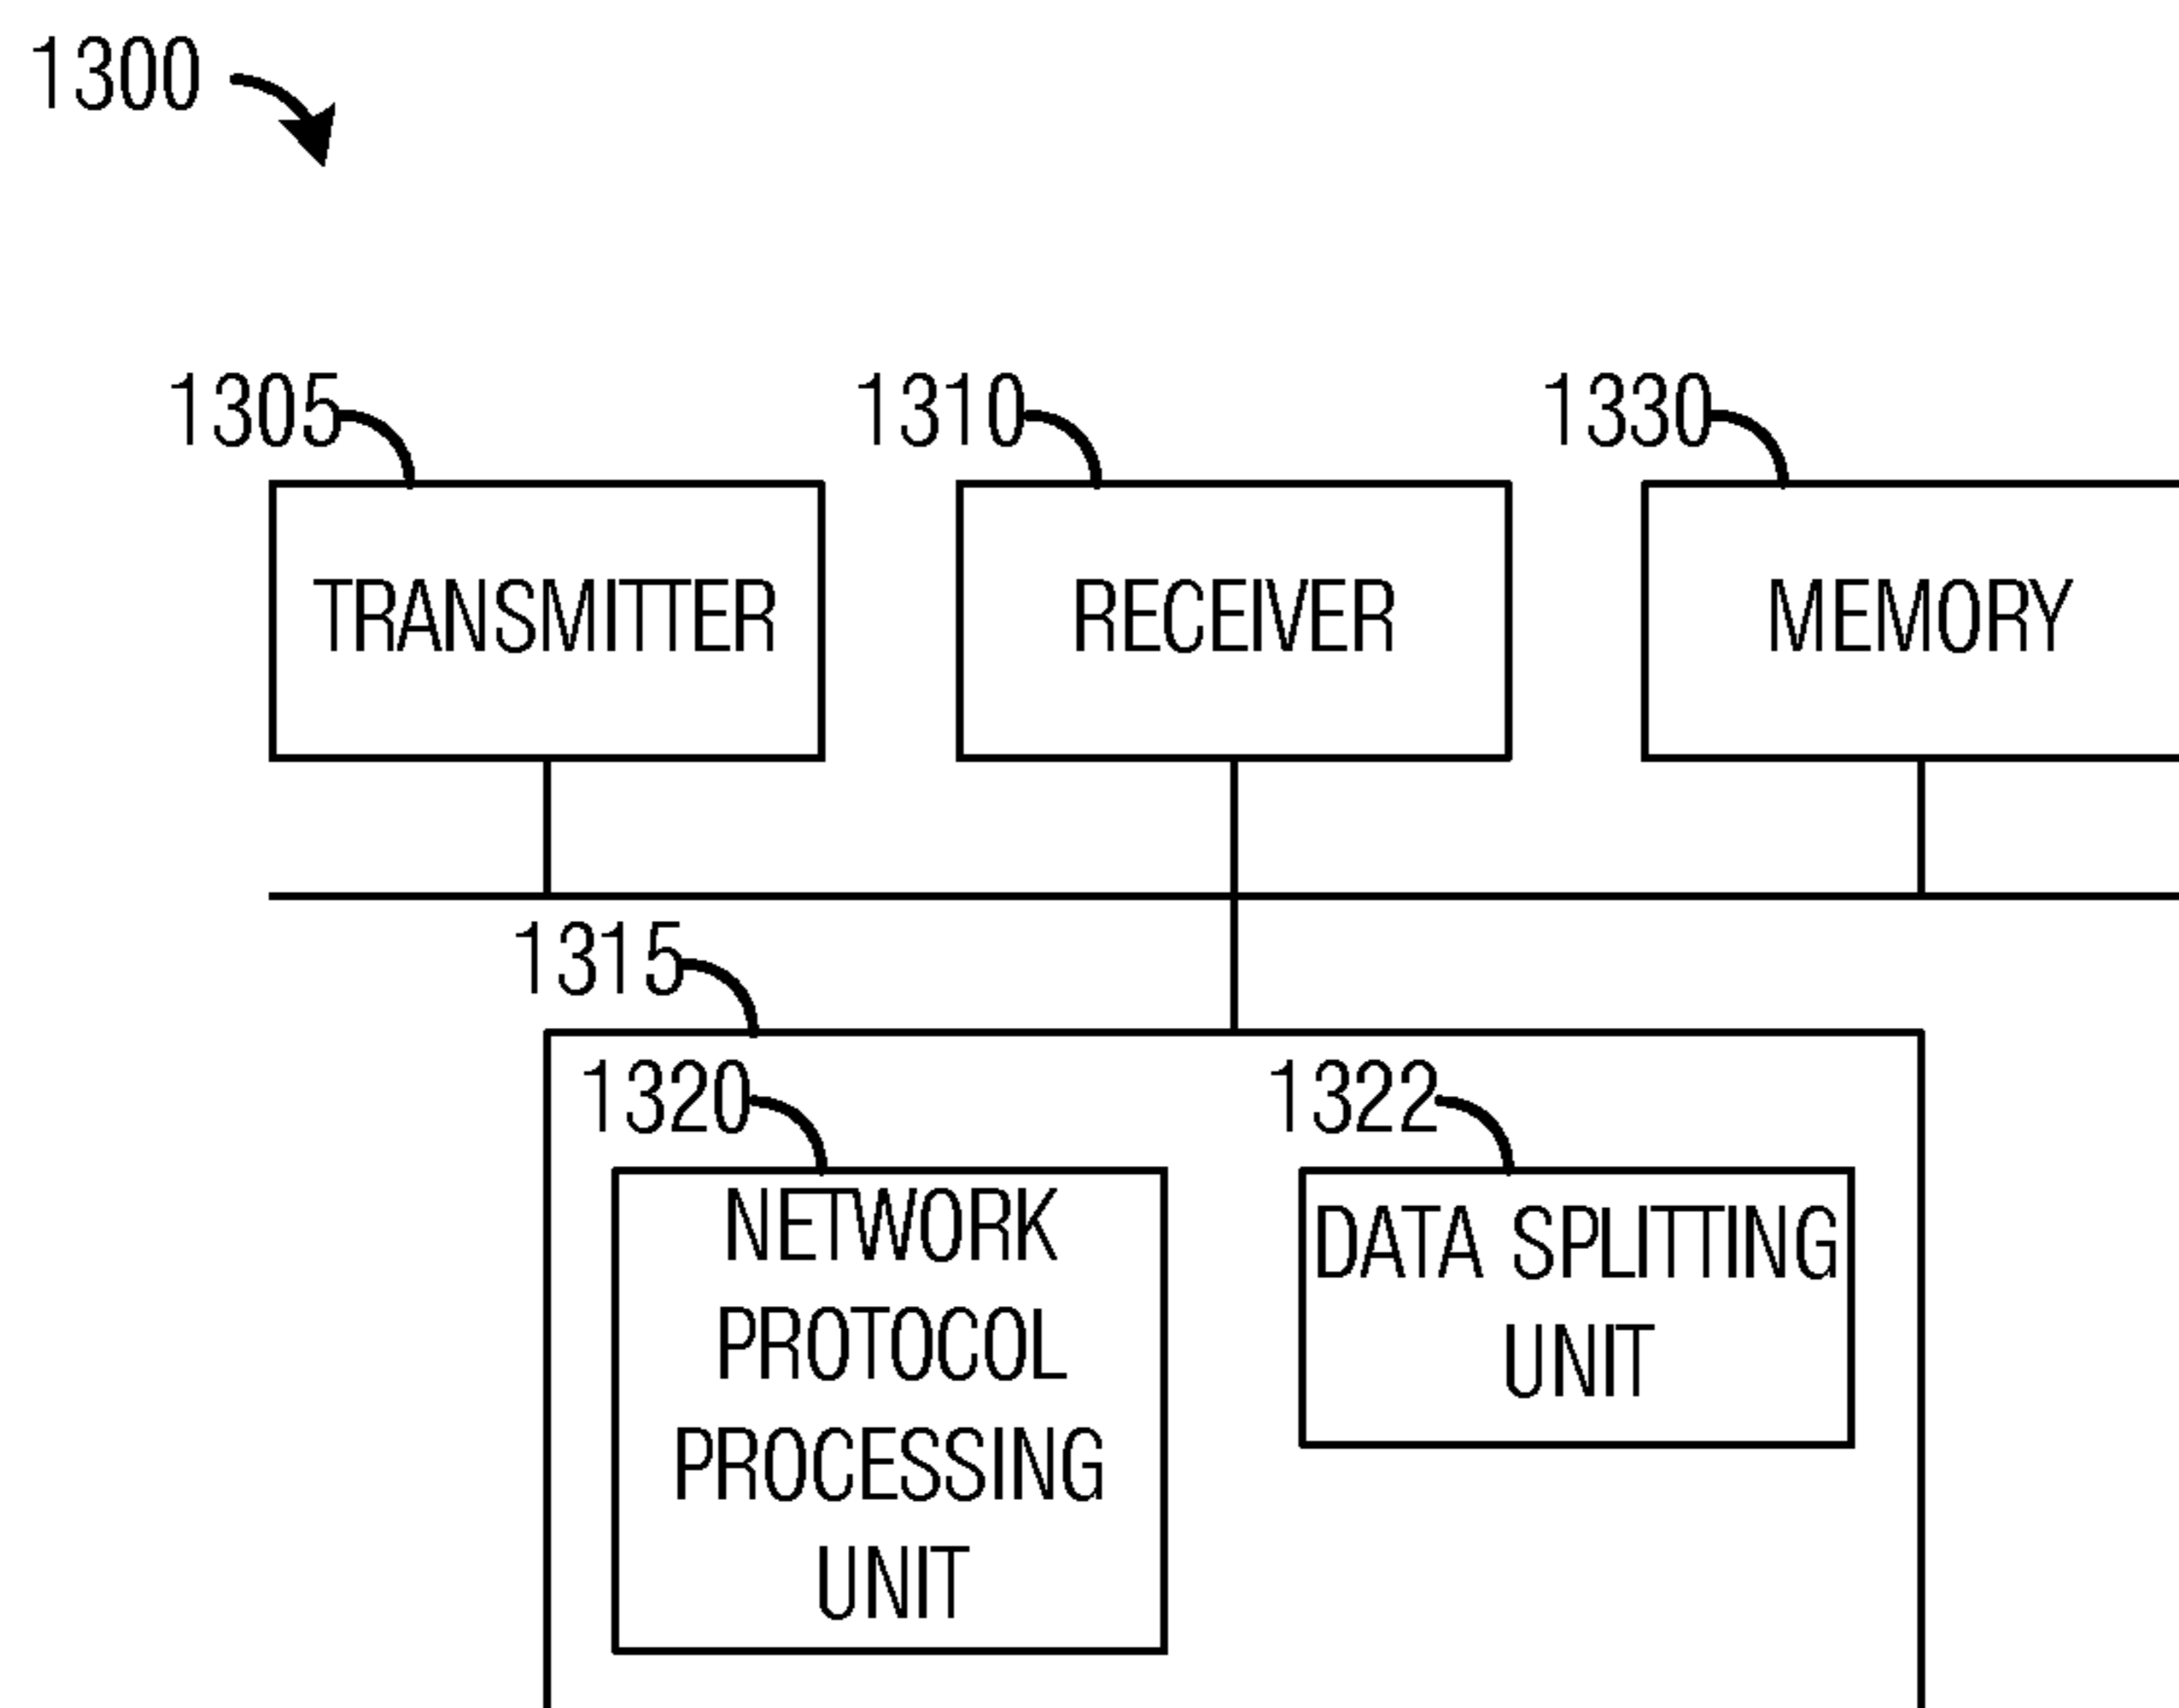 1300
1305
1310
1330
TRANSMITTER
RECEIVER
MEMORY
1315
1320
1322
NETWORK
PROTOCOL
PROCESSING
UNIT
DATA SPLITTING
UNIT